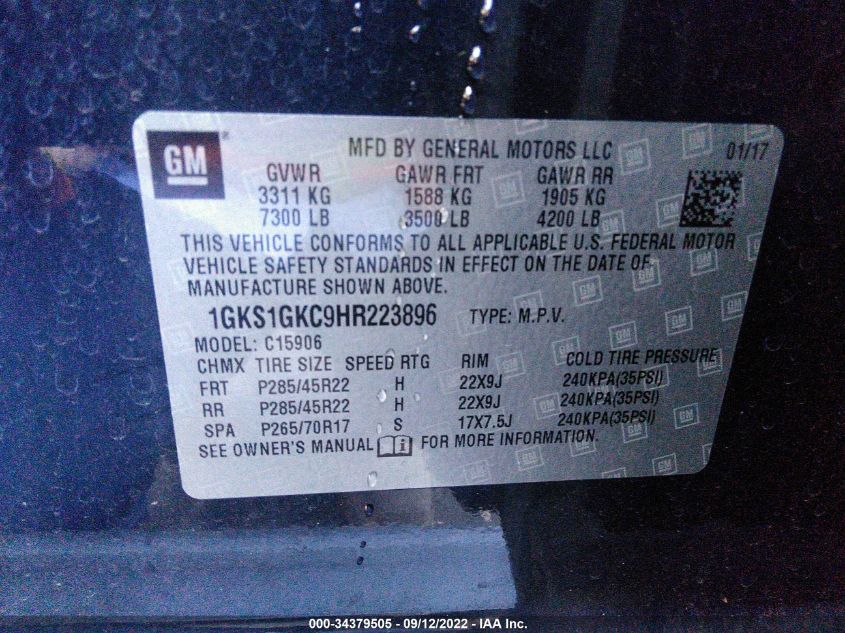 GM
MFD BY GENERAL MOTORS LLC 01/17
GVWR GAWR FRT GAWR RR
3311 KG 1588 KG 1905 KG
7300 LB 3500 LB 4200 LB
THIS VEHICLE CONFORMS TO ALL APPLICABLE U.S. FEDERAL MOTOR
VEHICLE SAFETY STANDARDS IN EFFECT ON THE DATE OF
MANUFACTURE SHOWN ABOVE.
1GKS1GKC9HR223896 TYPE: M.P.V.
MODEL: C15906
CHMX TIRE SIZE SPEED RTG RIM COLD TIRE PRESSURE
FRT P285/45R22 H 22X9J 240KPA(35PSI)
RR P285/45R22 H 22X9J 240KPA(35PSI)
SPA P265/70R17 S 17X7.5J 240KPA(35PSI)
SEE OWNER'S MANUAL FOR MORE INFORMATION.
000-34379505 - 09/12/2022 - IAA Inc.